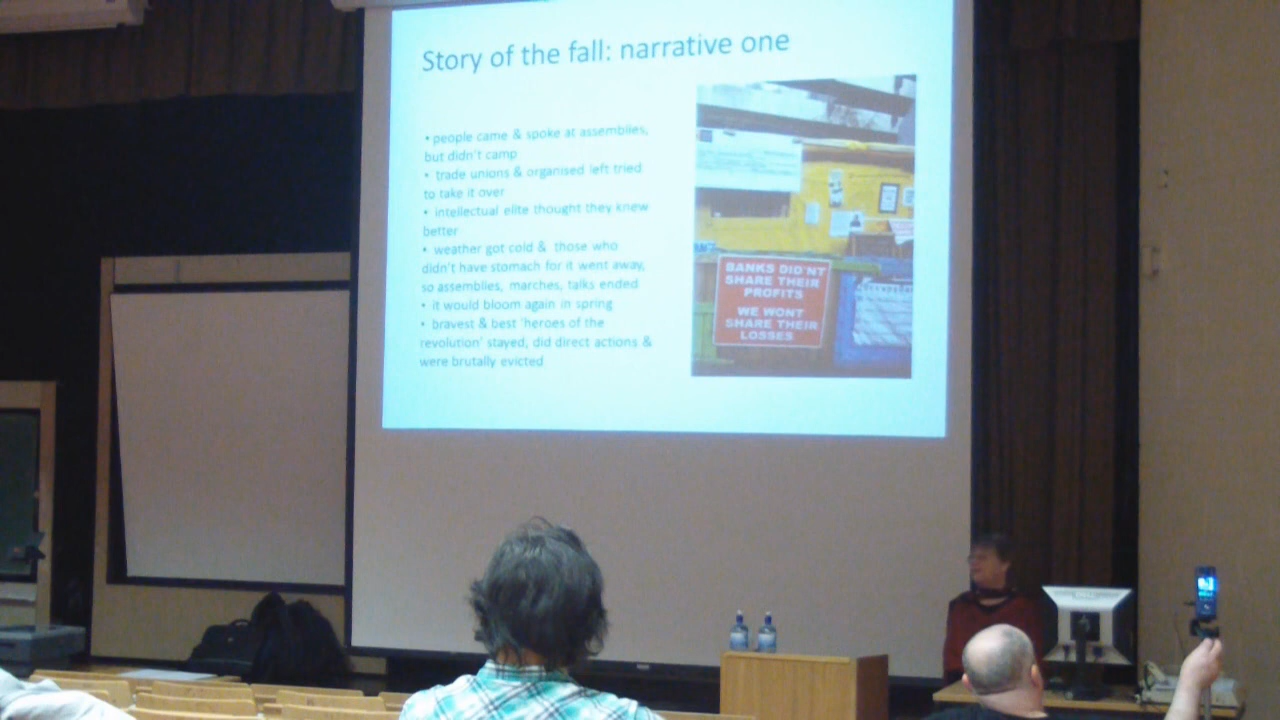 Story of the fall: narrative one
• people came & spoke at assemblies,
but didn't camp
• trade unions & organised left tried
to take it over
• intellectual elite thought they knew
better
• weather got cold & those who
didn't have stomach for it went away,
so assemblies, marches, talks ended
• it would bloom again in spring
• bravest & best 'heroes of the
revolution' stayed, did direct actions &
were brutally evicted
BANKS DID'NT
SHARE THEIR
PROFITS
WE WONT
SHARE THEIR
LOSSES